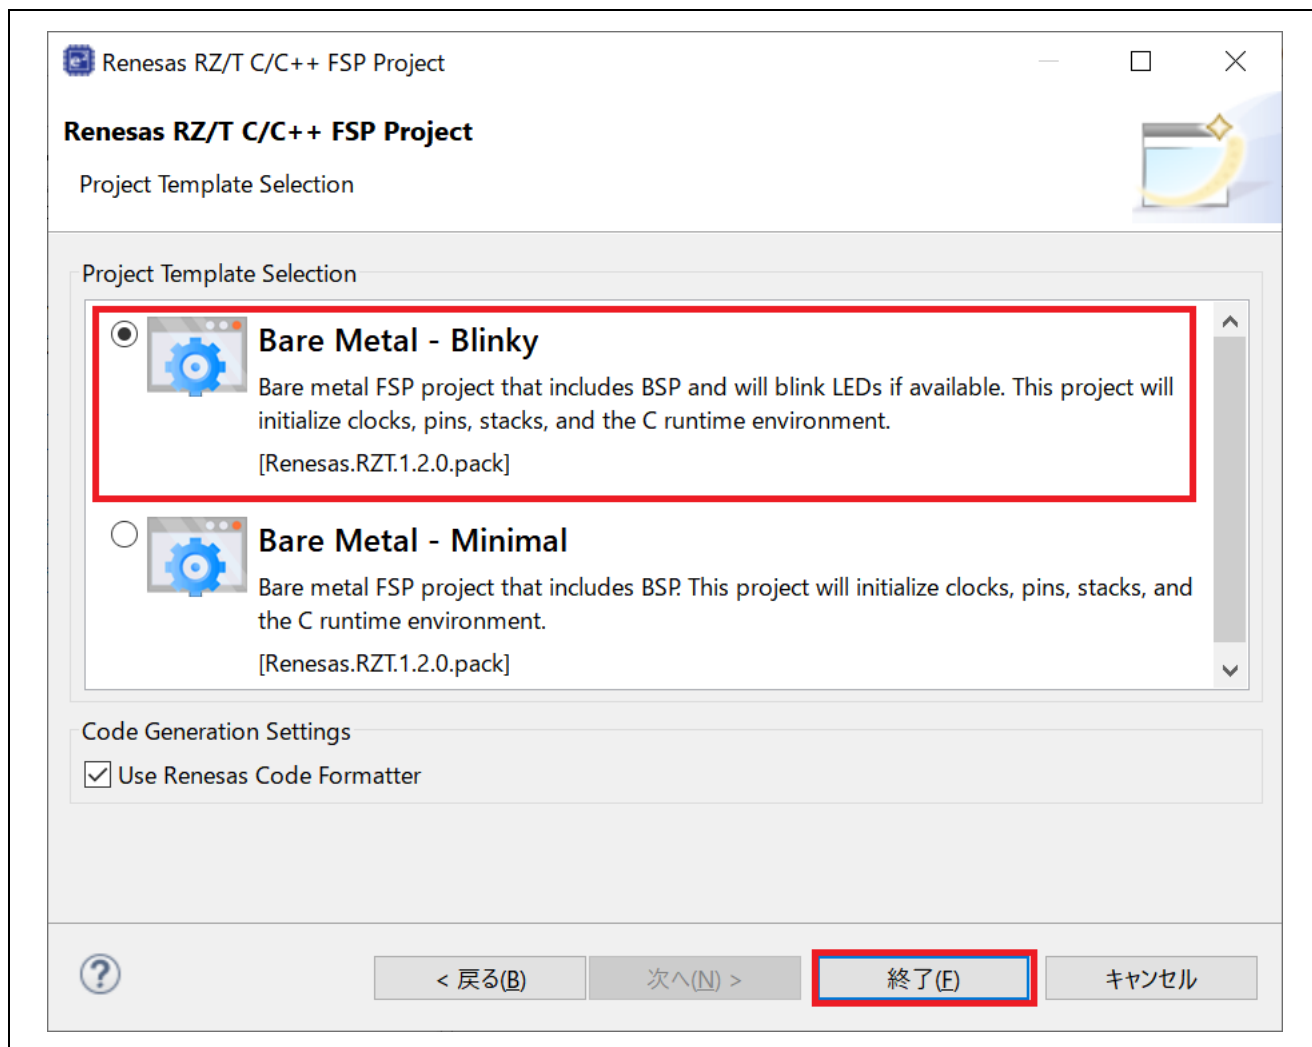 Renesas RZ/T C/C++ FSP Project
Renesas RZ/T C/C++ FSP Project
Project Template Selection
Project Template Selection
Bare Metal - Blinky
Bare metal FSP project that includes BSP and will blink LEDs if available. This project will
initialize clocks, pins, stacks, and the C runtime environment.
[Renesas.RZT.1.2.0.pack]
Bare Metal - Minimal
Bare metal FSP project that includes BSP. This project will initialize clocks, pins, stacks, and
the C runtime environment.
[Renesas.RZT.1.2.0.pack]
Code Generation Settings
Use Renesas Code Formatter
< 戻る(B)
次へ(N) >
終了(F)
キャンセル